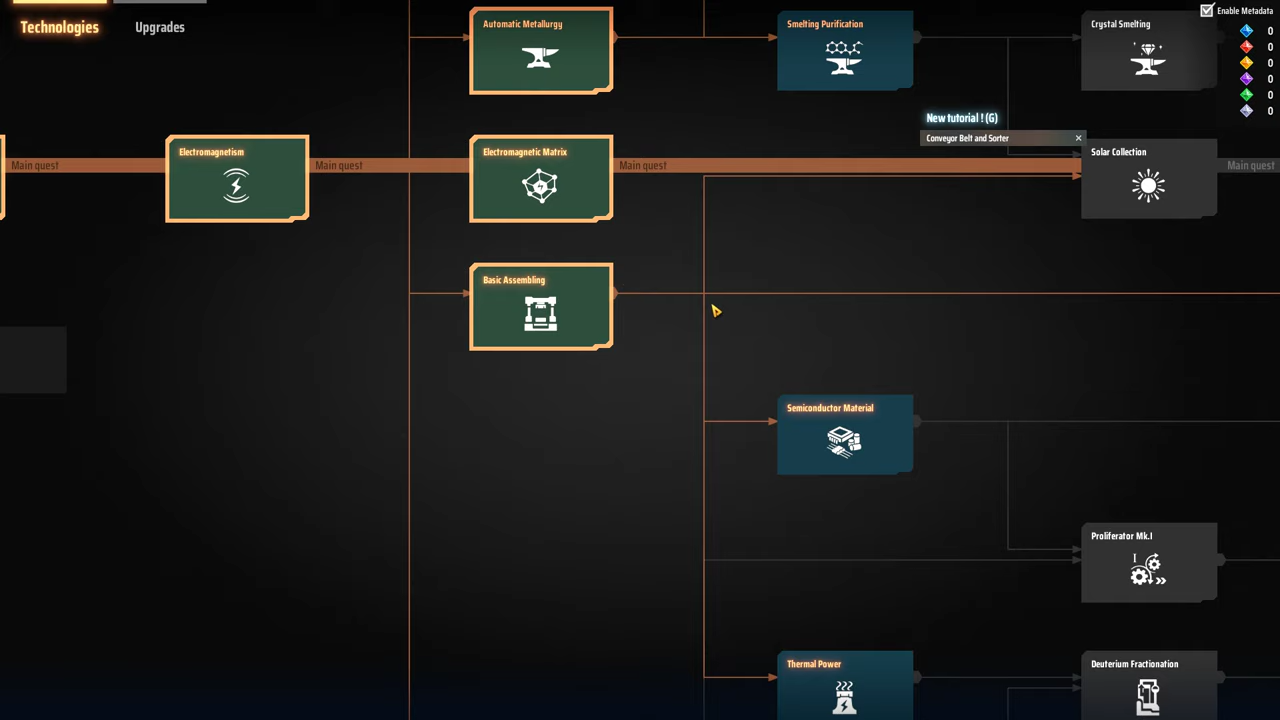 Technologies
Upgrades
Automatic Metallurgy
Smelting Purification
Crystal Smelting
Enable Metadata
0
0
0
0
0
0
New tutorial ! (G)
Conveyor Belt and Sorter
×
Main quest
Electromagnetism
Main quest
Electromagnetic Matrix
Main quest
Solar Collection
Main quest
Basic Assembling
Semiconductor Material
Proliferator Mk.I
I
Thermal Power
Deuterium Fractionation